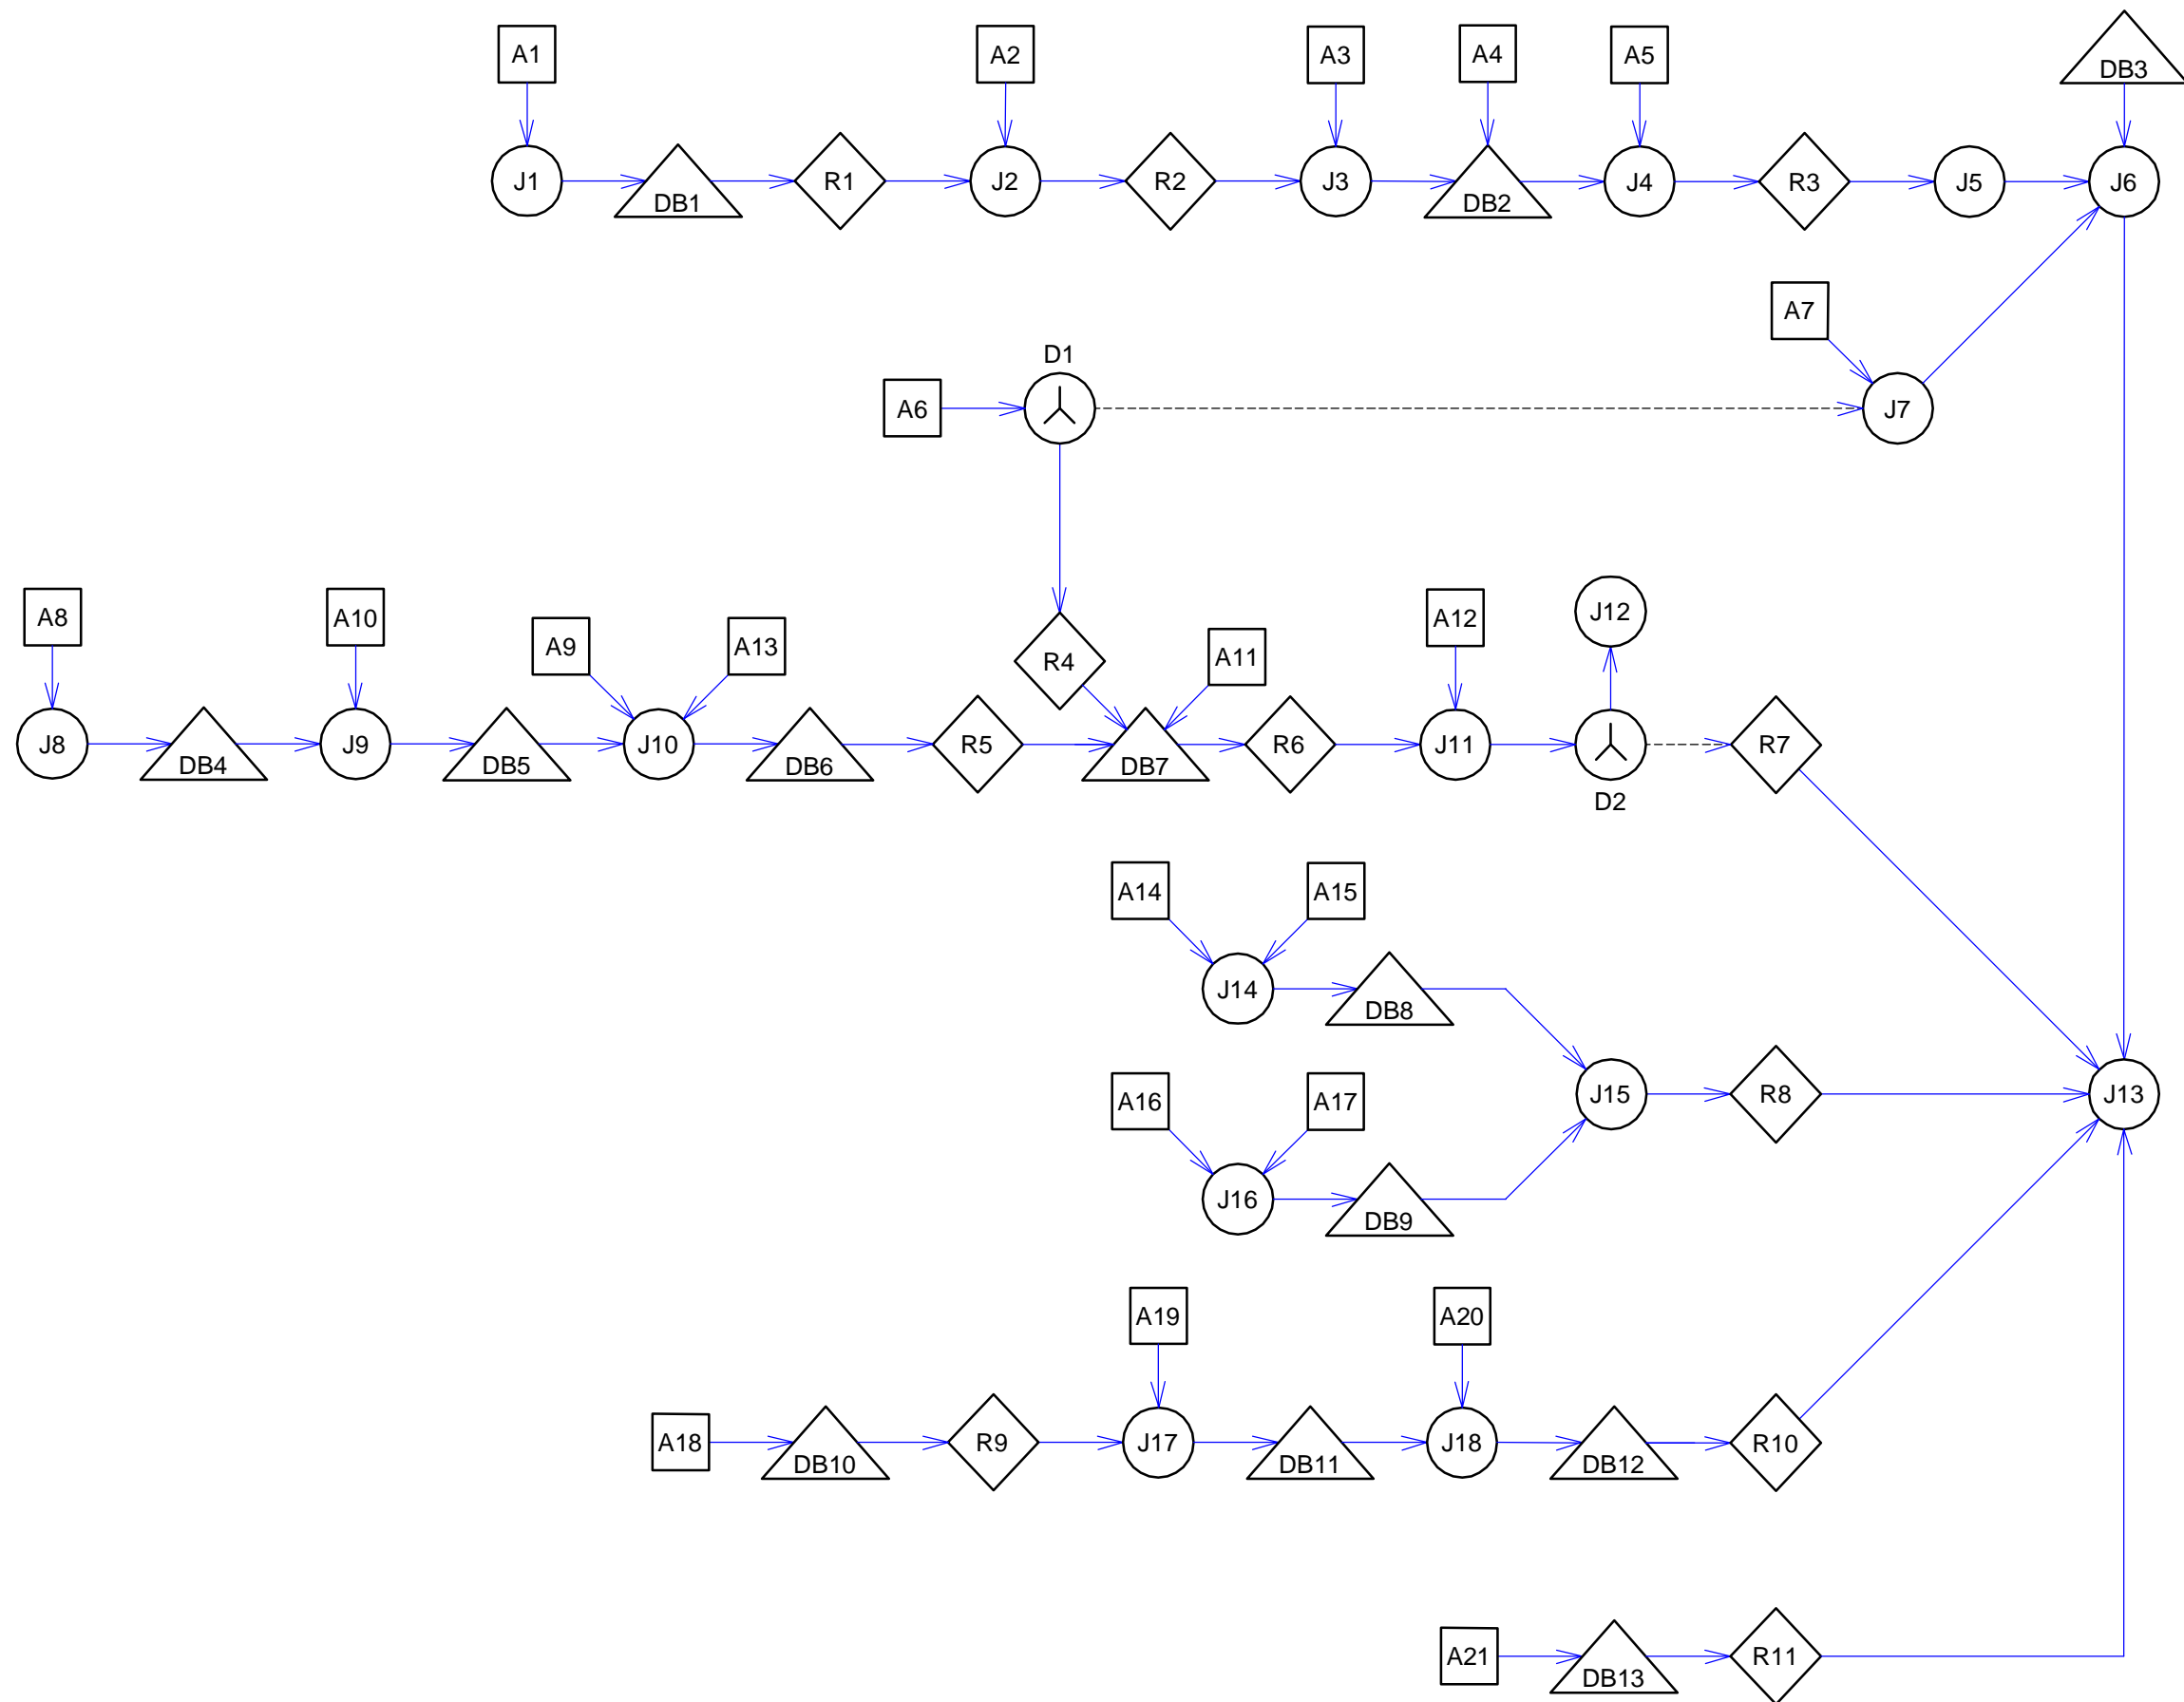 A1 A2 A3 A4 A5 DB3
J1 DB1 R1 J2 R2 J3 DB2 J4 R3 J5 J6
A7
D1
A6 J7
A8 A10 A9 A13 R4 A11 A12 J12
J8 DB4 J9 DB5 J10 DB6 R5 DB7 R6 J11 R7
D2
A14 A15
J14 DB8
A16 A17 J15 R8 J13
J16 DB9
A19 A20
A18 DB10 R9 J17 DB11 J18 DB12 R10
A21 DB13 R11